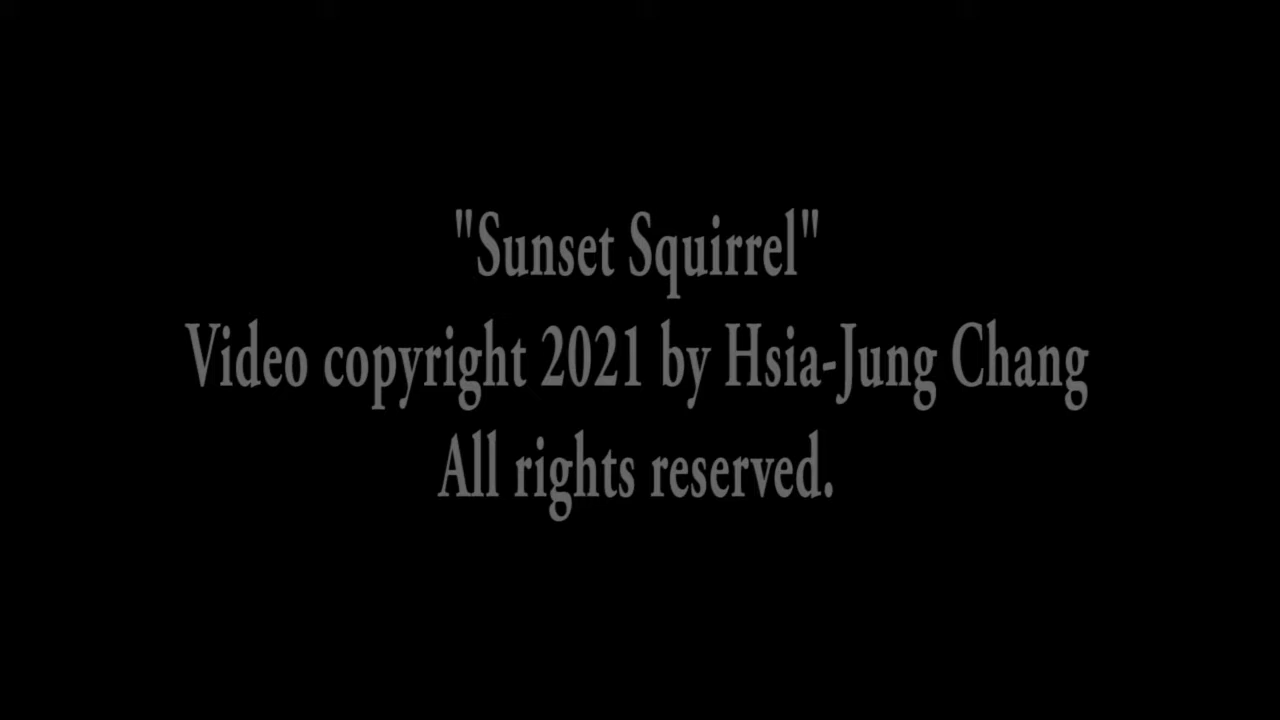 "Sunset Squirrel"
Video copyright 2021 by Hsia-Jung Chang
All rights reserved.